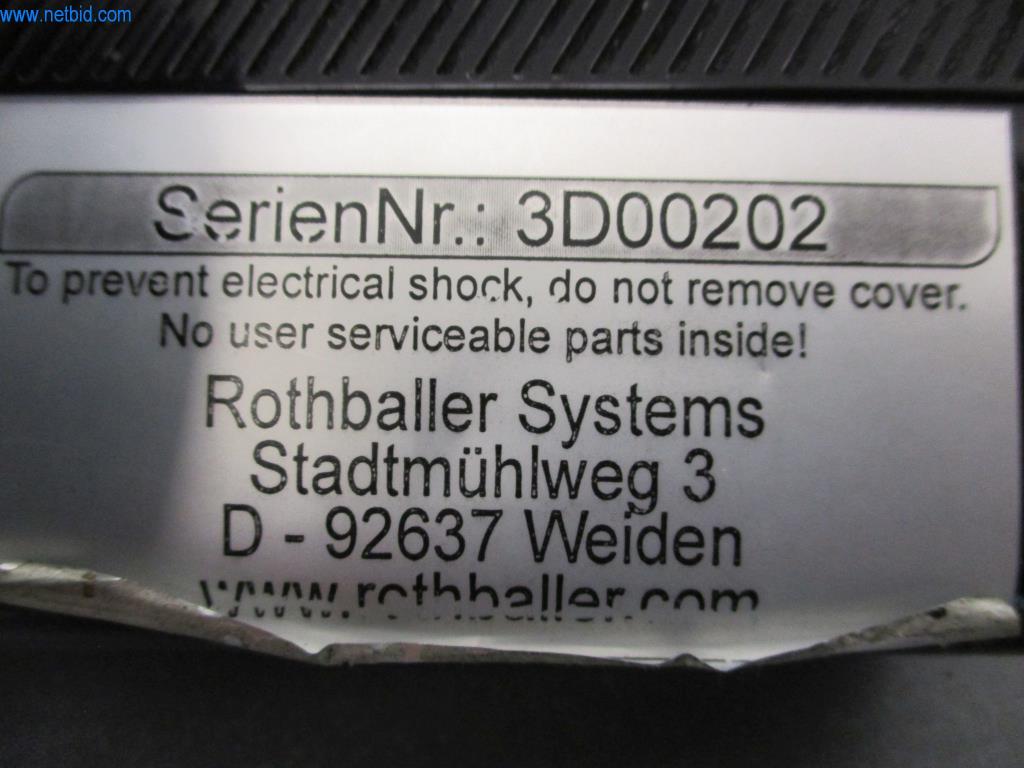 www.netbid.com
SerienNr.: 3D00202
To prevent electrical shock, do not remove cover.
No user serviceable parts inside!
Rothballer Systems
Stadtmühlweg 3
D - 92637 Weiden
www.rothballer.com